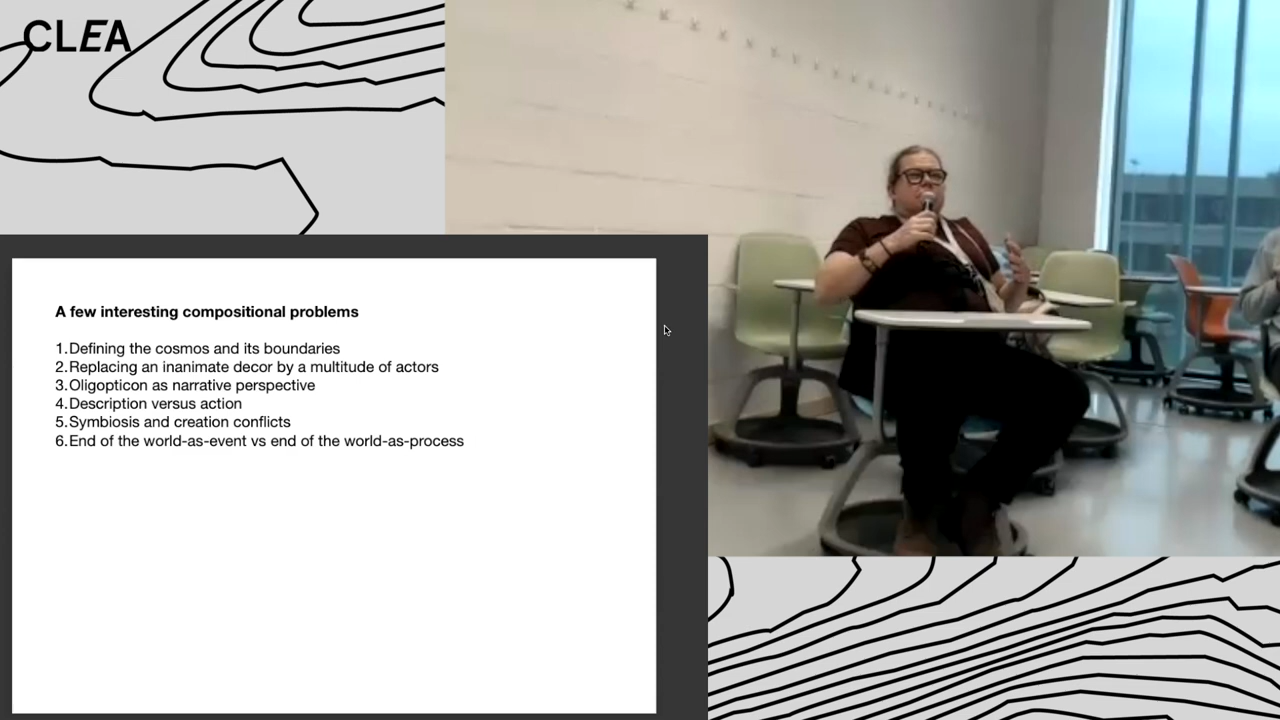 CLEA
A few interesting compositional problems
1.Defining the cosmos and its boundaries
2.Replacing an inanimate decor by a multitude of actors
3.Oligopticon as narrative perspective
4.Description versus action
5.Symbiosis and creation conflicts
6.End of the world-as-event vs end of the world-as-process